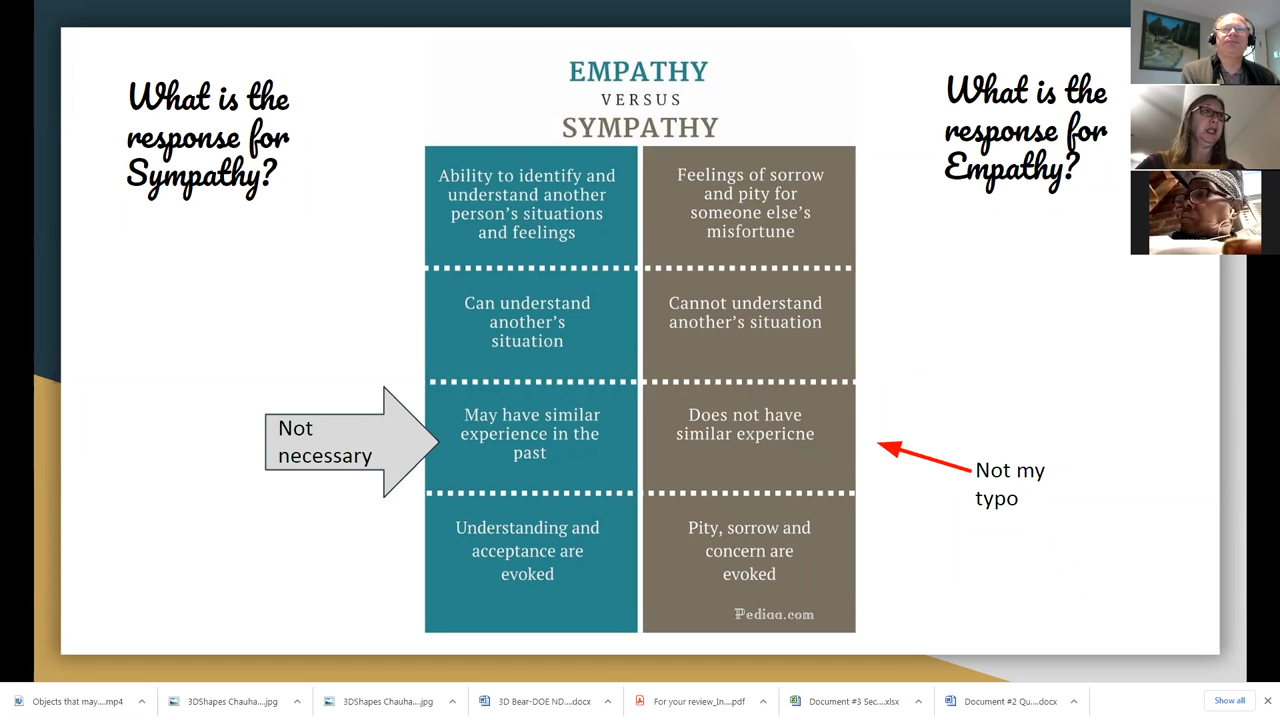 What is the
response for
Sympathy?
EMPATHY
VERSUS
SYMPATHY
What is the
response for
Empathy?
Ability to identify and
understand another
person's situations
and feelings
Feelings of sorrow
and pity for
someone else's
misfortune
Can understand
another's
situation
Cannot understand
another's situation
Not
necessary
May have similar
experience in the
past
Does not have
similar expericne
Not my
typo
Understanding and
acceptance are
evoked
Pity, sorrow and
concern are
evoked
Pediaa.com
Objects that may....mp4
3DShapes Chauha....jpg
3DShapes Chauha....jpg
3D Bear-DOE ND....docx
For your review_In....pdf
Document #3 Sec....xlsx
Document #2 Qu....docx
Show all